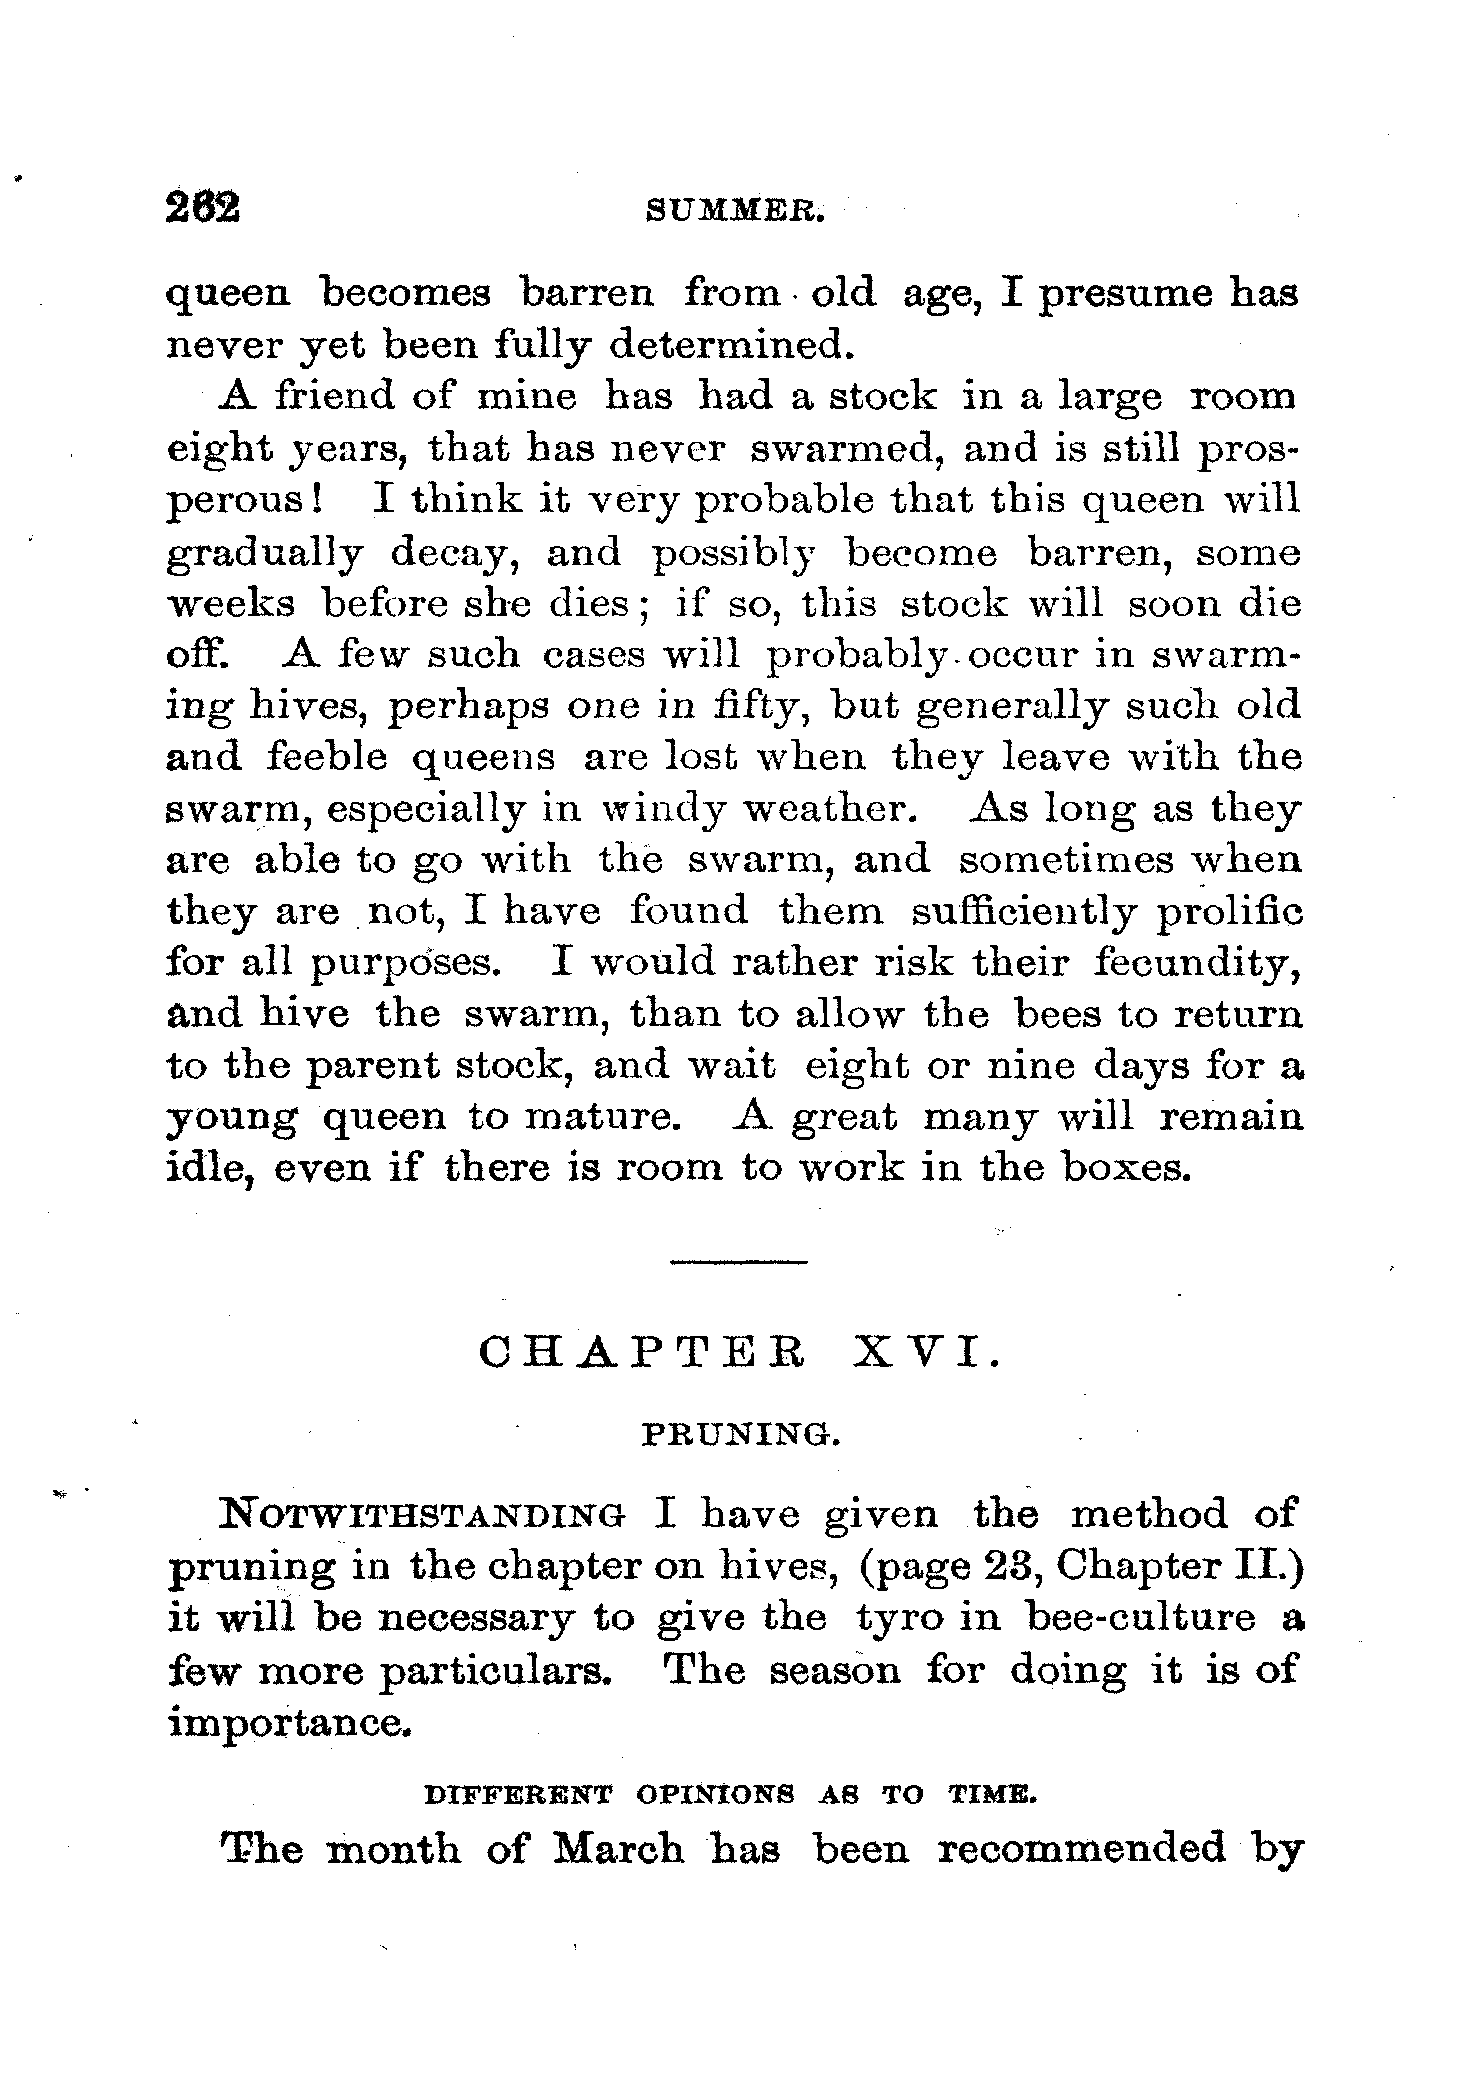 262 SUMMER.
queen becomes barren from old age, I presume has
never yet been fully determined.
A friend of mine has had a stock in a large room
eight years, that has never swarmed, and is still pros-
perous! I think it very probable that this queen will
gradually decay, and possibly become barren, some
weeks before she dies; if so, this stock will soon die
off. A few such cases will probably occur in swarm-
ing hives, perhaps one in fifty, but generally such old
and feeble queens are lost when they leave with the
swarm, especially in windy weather. As long as they
are able to go with the swarm, and sometimes when
they are not, I have found them sufficiently prolific
for all purposes. I would rather risk their fecundity,
and hive the swarm, than to allow the bees to return
to the parent stock, and wait eight or nine days for a
young queen to mature. A great many will remain
idle, even if there is room to work in the boxes.
CHAPTER XVI.
PRUNING.
NOTWITHSTANDING I have given the method of
pruning in the chapter on hives, (page 23, Chapter II.)
it will be necessary to give the tyro in bee-culture a
few more particulars. The season for doing it is of
importance.
DIFFERENT OPINIONS AS TO TIME.
The month of March has been recommended by